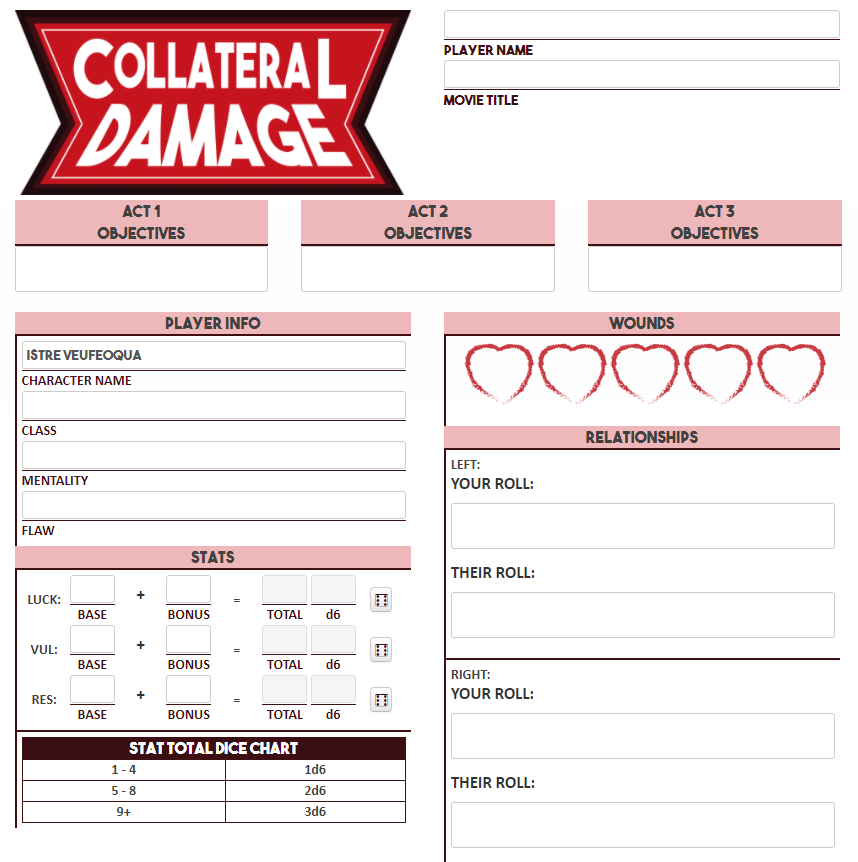 COLLATERAL
DAMAGE
PLAYER NAME
MOVIE TITLE
ACT 1
OBJECTIVES
ACT 2
OBJECTIVES
ACT 3
OBJECTIVES
PLAYER INFO
ISTRE VEUFEOQUA
CHARACTER NAME
CLASS
MENTALITY
FLAW
STATS
LUCK: + =
BASE BONUS TOTAL d6
VUL: + =
BASE BONUS TOTAL d6
RES: + =
BASE BONUS TOTAL d6
STAT TOTAL DICE CHART
1 - 4 1d6
5 - 8 2d6
9+ 3d6
WOUNDS
RELATIONSHIPS
LEFT:
YOUR ROLL:
THEIR ROLL:
RIGHT:
YOUR ROLL:
THEIR ROLL: